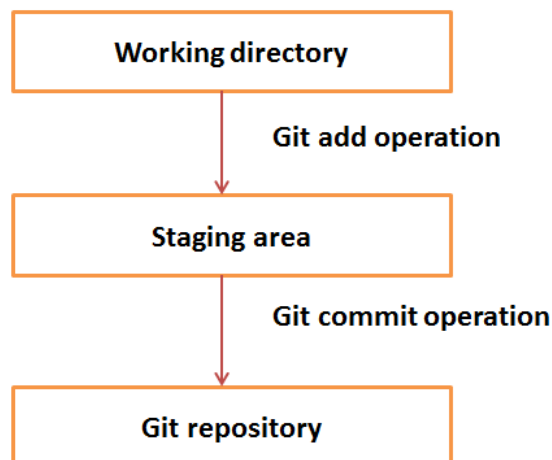 Working directory
Git add operation
Staging area
Git commit operation
Git repository